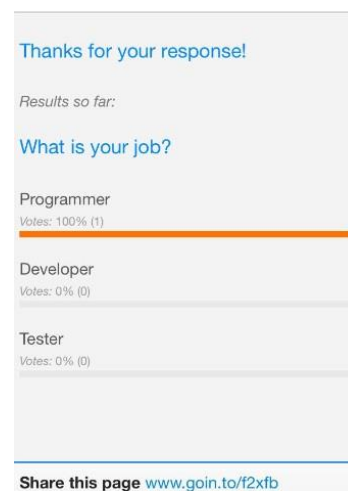 Thanks for your response!
Results so far:
What is your job?
Programmer
Votes: 100% (1)
Developer
Votes: 0% (0)
Tester
Votes: 0% (0)
Share this page www.goin.to/f2xfb